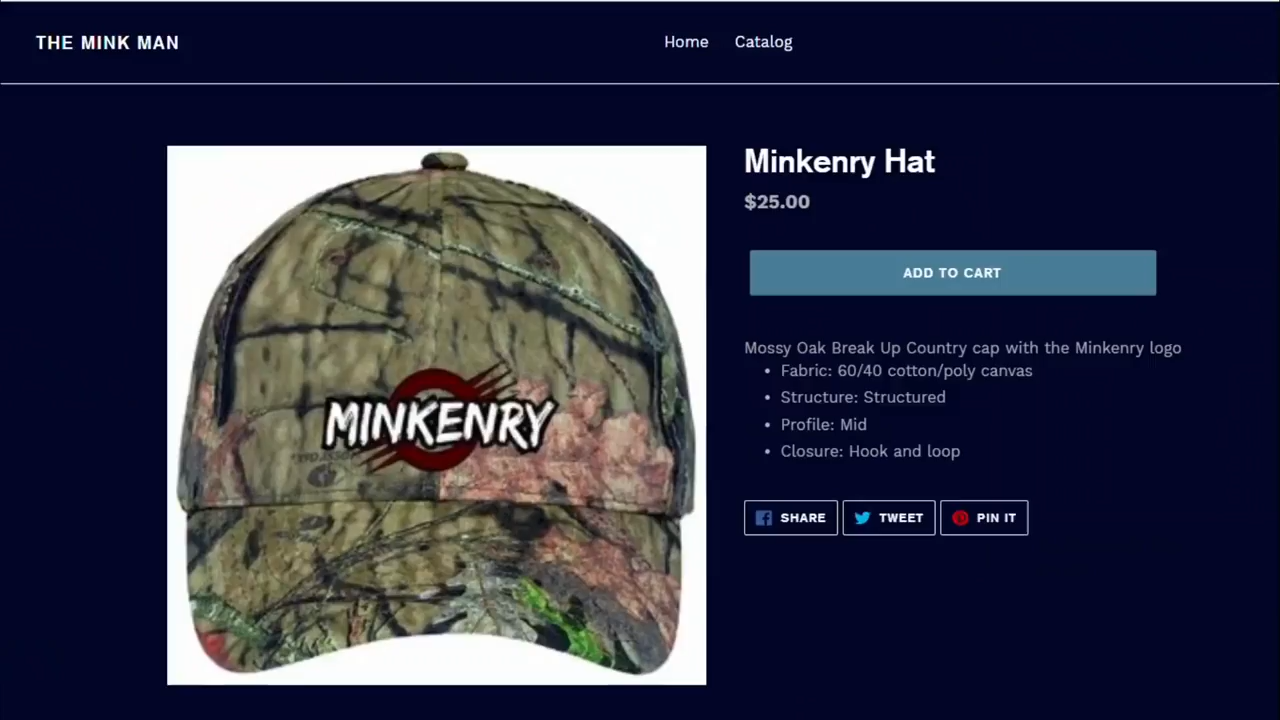 THE MINK MAN
Home Catalog
Minkenry Hat
$25.00
ADD TO CART
Mossy Oak Break Up Country cap with the Minkenry logo
• Fabric: 60/40 cotton/poly canvas
• Structure: Structured
• Profile: Mid
• Closure: Hook and loop
SHARE TWEET PIN IT
MINKENRY